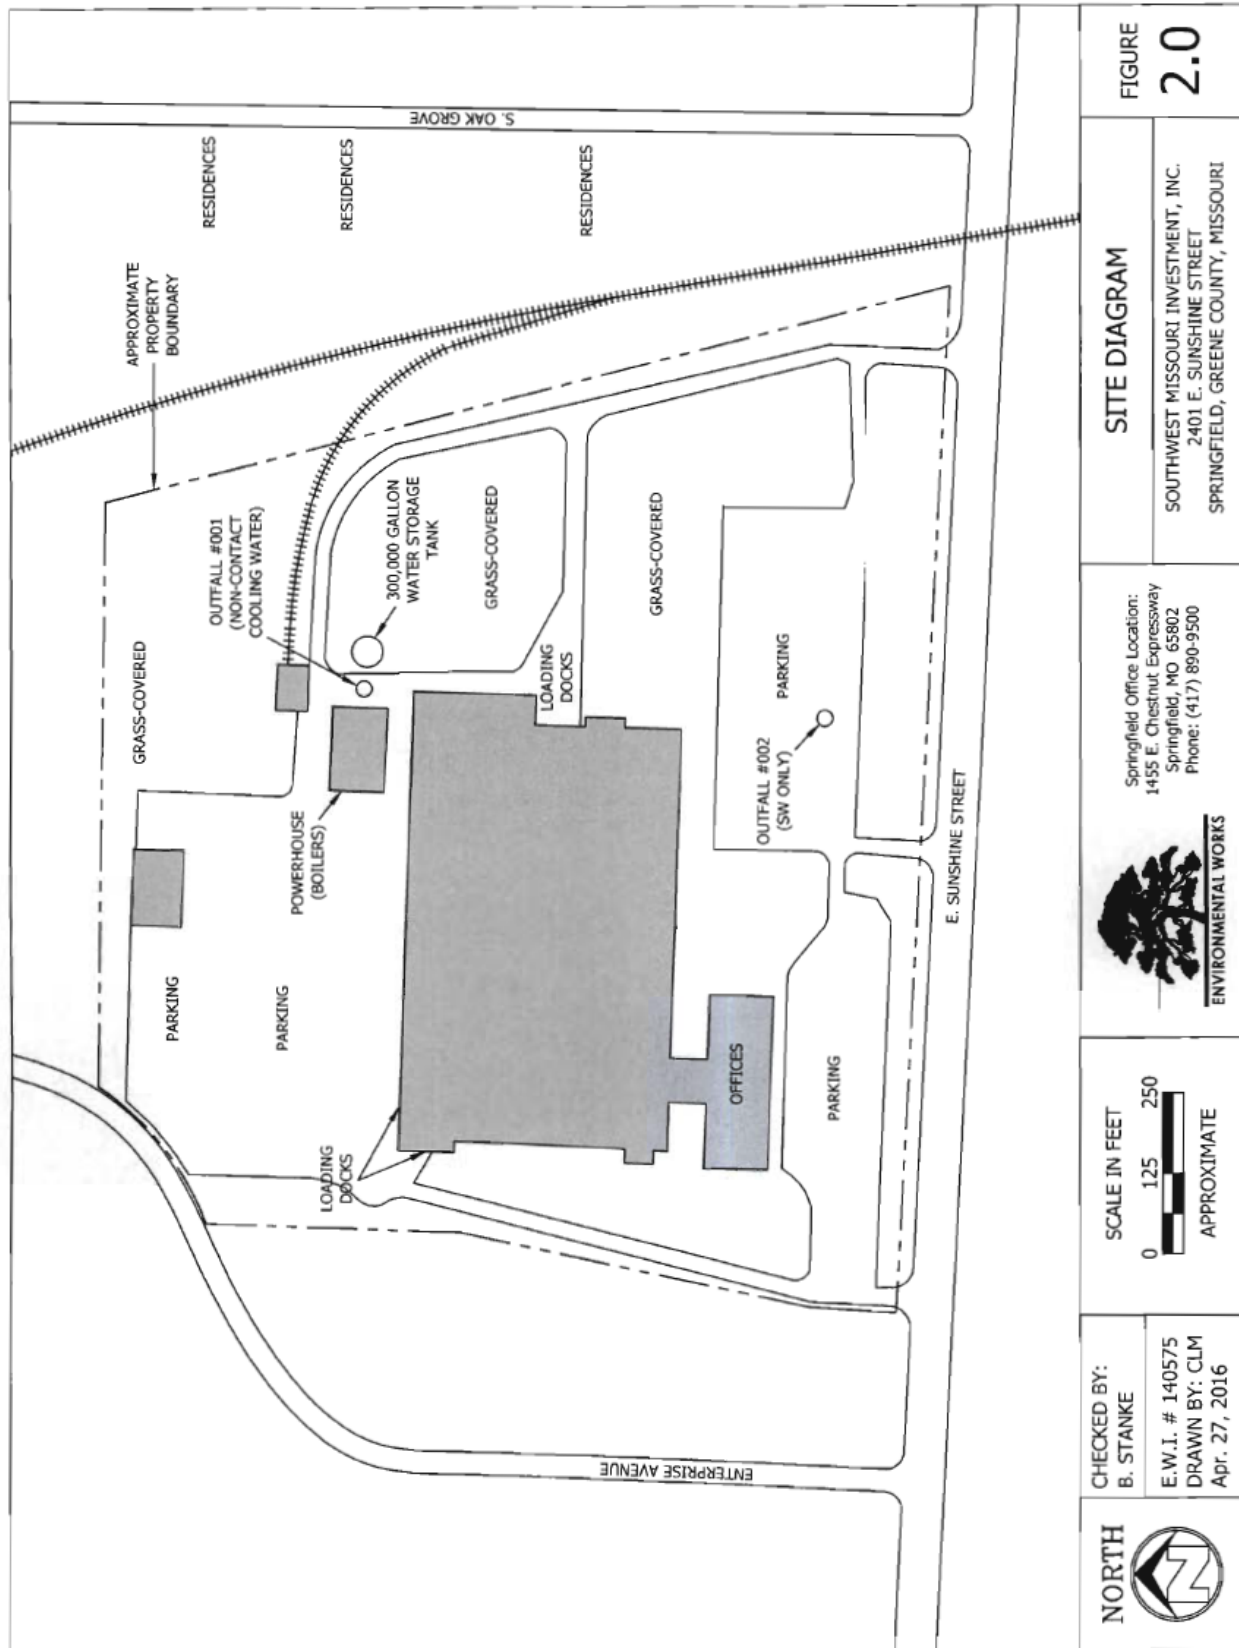 S. OAK GROVE
RESIDENCES
RESIDENCES
RESIDENCES
APPROXIMATE
PROPERTY
BOUNDARY
OUTFALL #001
(NON-CONTACT
COOLING WATER)
300,000 GALLON
WATER STORAGE
TANK
GRASS-COVERED
GRASS-COVERED
GRASS-COVERED
LOADING
DOCKS
POWERHOUSE
(BOILERS)
PARKING
OUTFALL #002
(SW ONLY)
PARKING
PARKING
OFFICES
PARKING
LOADING
DOCKS
E. SUNSHINE STREET
ENTERPRISE AVENUE
NORTH
N
CHECKED BY:
B. STANKE
E.W.I. # 140575
DRAWN BY: CLM
Apr. 27, 2016
SCALE IN FEET
0 125 250
APPROXIMATE
ENVIRONMENTAL WORKS
Springfield Office Location:
1455 E. Chestnut Expressway
Springfield, MO 65802
Phone: (417) 890-9500
SITE DIAGRAM
SOUTHWEST MISSOURI INVESTMENT, INC.
2401 E. SUNSHINE STREET
SPRINGFIELD, GREENE COUNTY, MISSOURI
FIGURE
2.0